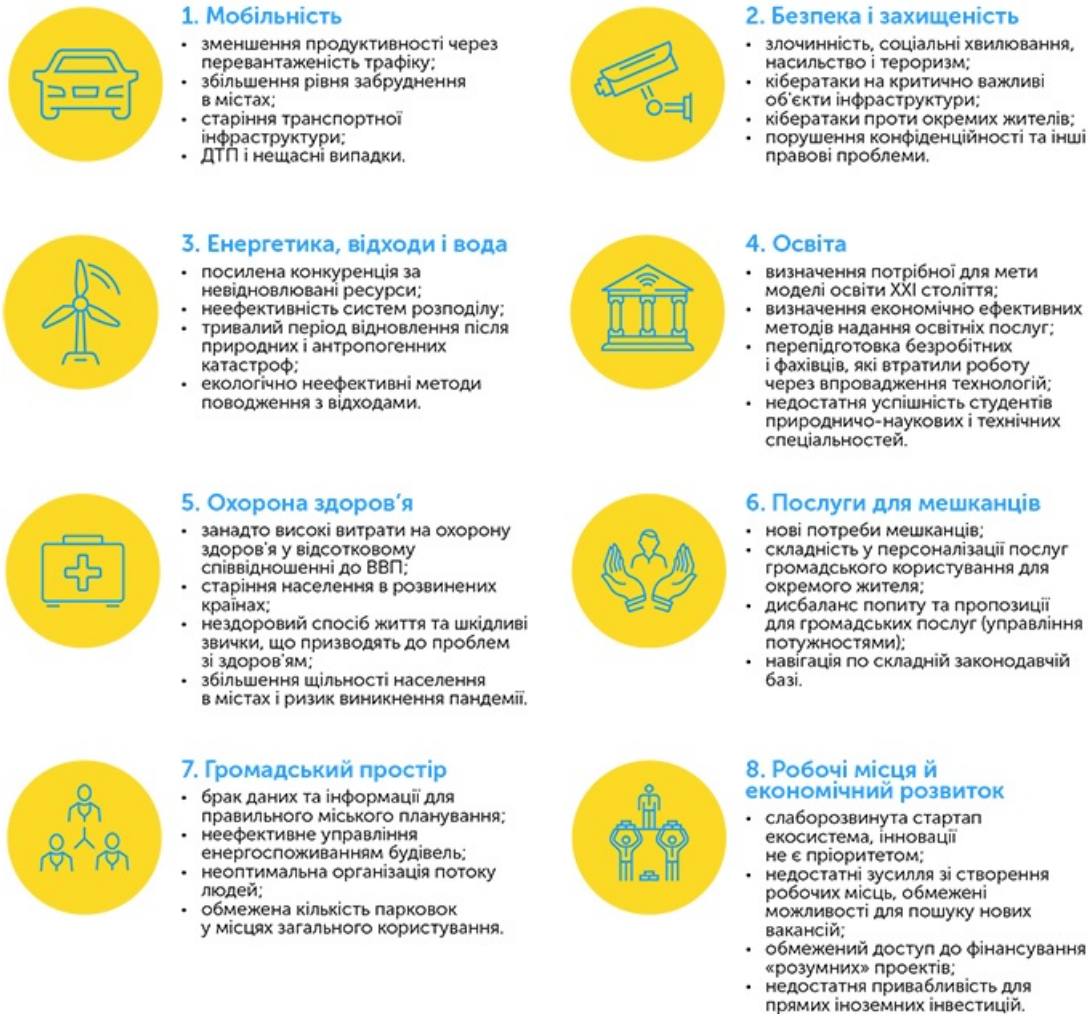 1. Мобільність
• зменшення продуктивності через
перевантаженість трафіку;
• збільшення рівня забруднення
в містах;
• старіння транспортної
інфраструктури;
• ДТП і нещасні випадки.
2. Безпека і захищеність
• злочинність, соціальні хвилювання,
насильство і тероризм;
• кібератаки на критично важливі
об'єкти інфраструктури;
• кібератаки проти окремих жителів;
• порушення конфіденційності та інші
правові проблеми.
3. Енергетика, відходи і вода
• посилена конкуренція за
невідновлювані ресурси;
• неефективність систем розподілу;
• тривалий період відновлення після
природних і антропогенних
катастроф;
• екологічно неефективні методи
поводження з відходами.
4. Освіта
• визначення потрібної для мети
моделі освіти XXI століття;
• визначення економічно ефективних
методів надання освітніх послуг;
• перепідготовка безробітних
і фахівців, які втратили роботу
через впровадження технологій;
• недостатня успішність студентів
природничо-наукових і технічних
спеціальностей.
5. Охорона здоров'я
• занадто високі витрати на охорону
здоров'я у відсотковому
співвідношенні до ВВП;
• старіння населення в розвинених
країнах;
• нездоровий спосіб життя та шкідливі
звички, що призводять до проблем
зі здоров'ям;
• збільшення щільності населення
в містах і ризик виникнення пандемії.
6. Послуги для мешканців
• нові потреби мешканців;
• складність у персоналізації послуг
громадського користування для
окремого жителя;
• дисбаланс попиту та пропозиції
для громадських послуг (управління
потужностями);
• навігація по складній законодавчій
базі.
7. Громадський простір
• брак даних та інформації для
правильного міського планування;
• неефективне управління
енергоспоживанням будівель;
• неоптимальна організація потоку
людей;
• обмежена кількість парковок
у місцях загального користування.
8. Робочі місця й
економічний розвиток
• слаборозвинута стартап
екосистема, інновації
не є пріоритетом;
• недостатні зусилля зі створення
робочих місць, обмежені
можливості для пошуку нових
вакансій;
• обмежений доступ до фінансування
«розумних» проектів;
• недостатня привабливість для
прямих іноземних інвестицій.